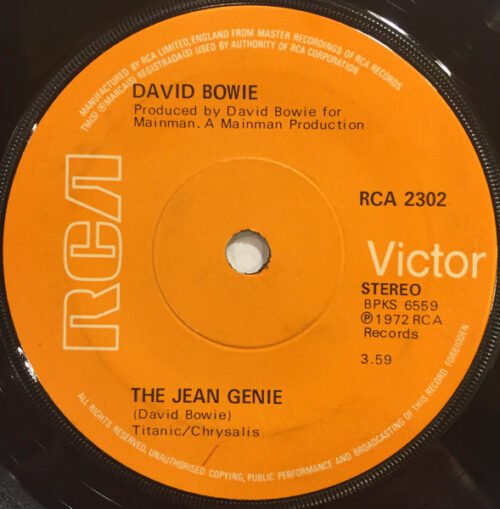 MANUFACTURED BY RCA LIMITED, ENGLAND FROM MASTER RECORDINGS OF RCA RECORDS
TM(S) ® MARCA(S) REGISTRADA(S) USED BY AUTHORITY OF RCA CORPORATION
DAVID BOWIE
Produced by David Bowie for
Mainman. A Mainman Production
RCA
RCA 2302
Victor
STEREO
BPKS 6559
℗ 1972 RCA
Records
3.59
THE JEAN GENIE
(David Bowie)
Titanic/Chrysalis
ALL RIGHTS RESERVED, UNAUTHORISED COPYING, PUBLIC PERFORMANCE AND BROADCASTING OF THIS RECORD FORBIDDEN